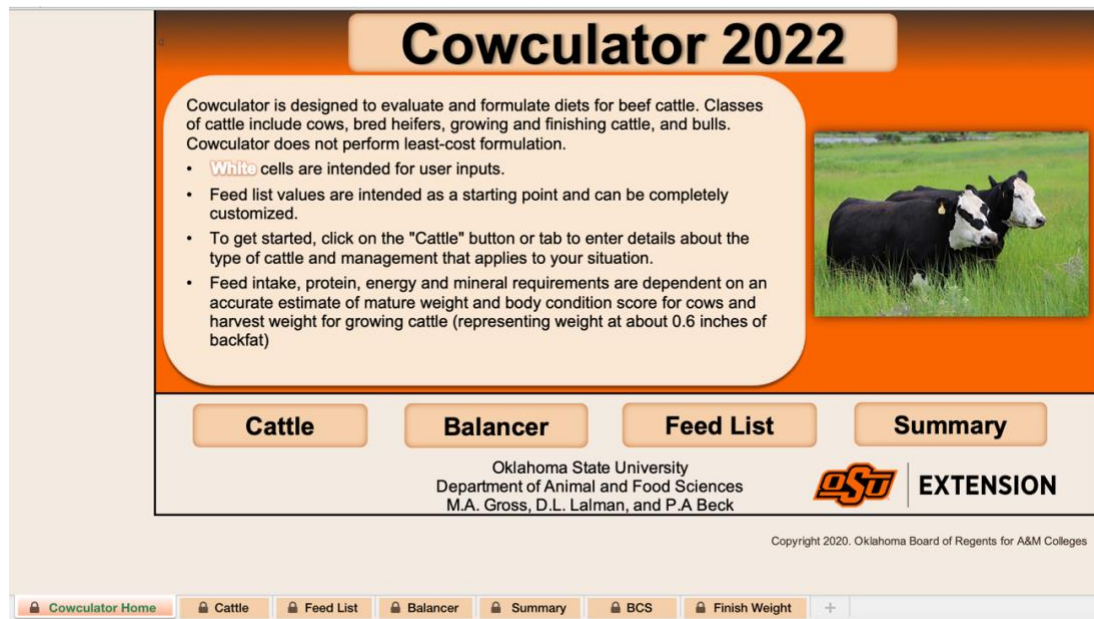 Cowculator 2022
Cowculator is designed to evaluate and formulate diets for beef cattle. Classes
of cattle include cows, bred heifers, growing and finishing cattle, and bulls.
Cowculator does not perform least-cost formulation.
• White cells are intended for user inputs.
• Feed list values are intended as a starting point and can be completely
customized.
• To get started, click on the "Cattle" button or tab to enter details about the
type of cattle and management that applies to your situation.
• Feed intake, protein, energy and mineral requirements are dependent on an
accurate estimate of mature weight and body condition score for cows and
harvest weight for growing cattle (representing weight at about 0.6 inches of
backfat)
Cattle Balancer Feed List Summary
Oklahoma State University
Department of Animal and Food Sciences
M.A. Gross, D.L. Lalman, and P.A Beck
OSU EXTENSION
Copyright 2020. Oklahoma Board of Regents for A&M Colleges
Cowculator Home Cattle Feed List Balancer Summary BCS Finish Weight +